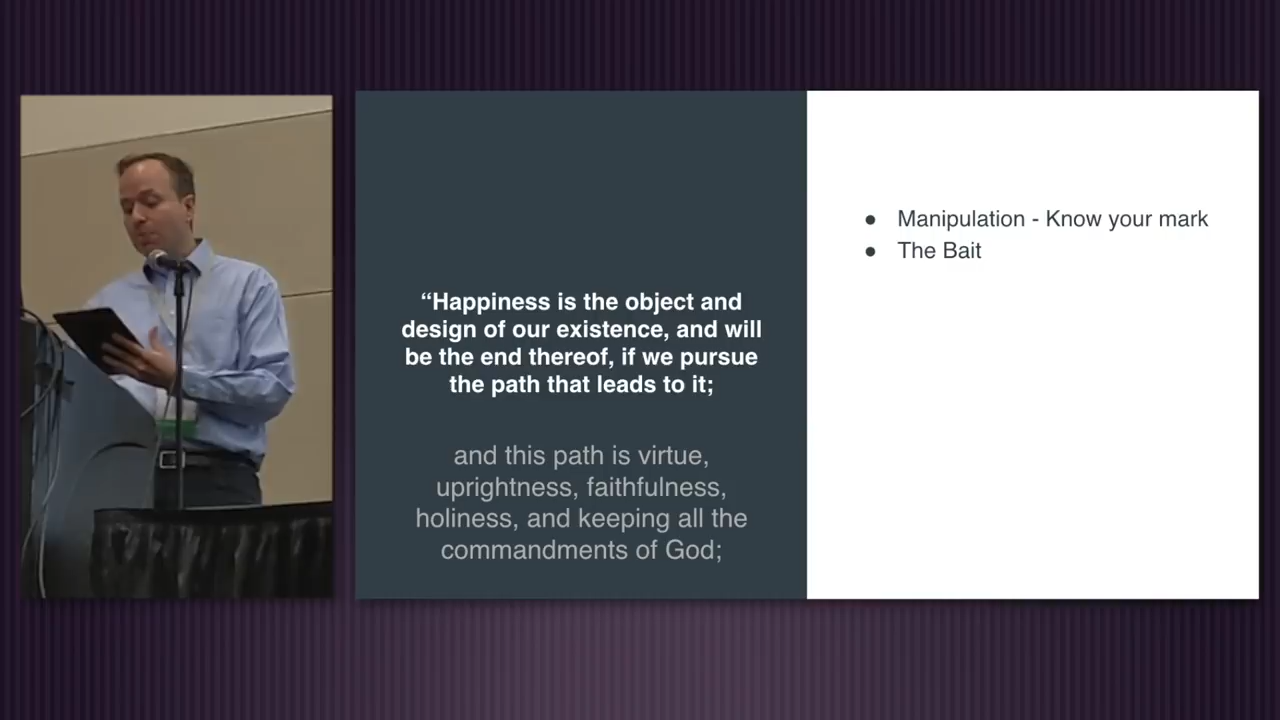 “Happiness is the object and
design of our existence, and will
be the end thereof, if we pursue
the path that leads to it;
and this path is virtue,
uprightness, faithfulness,
holiness, and keeping all the
commandments of God;
● Manipulation - Know your mark
● The Bait